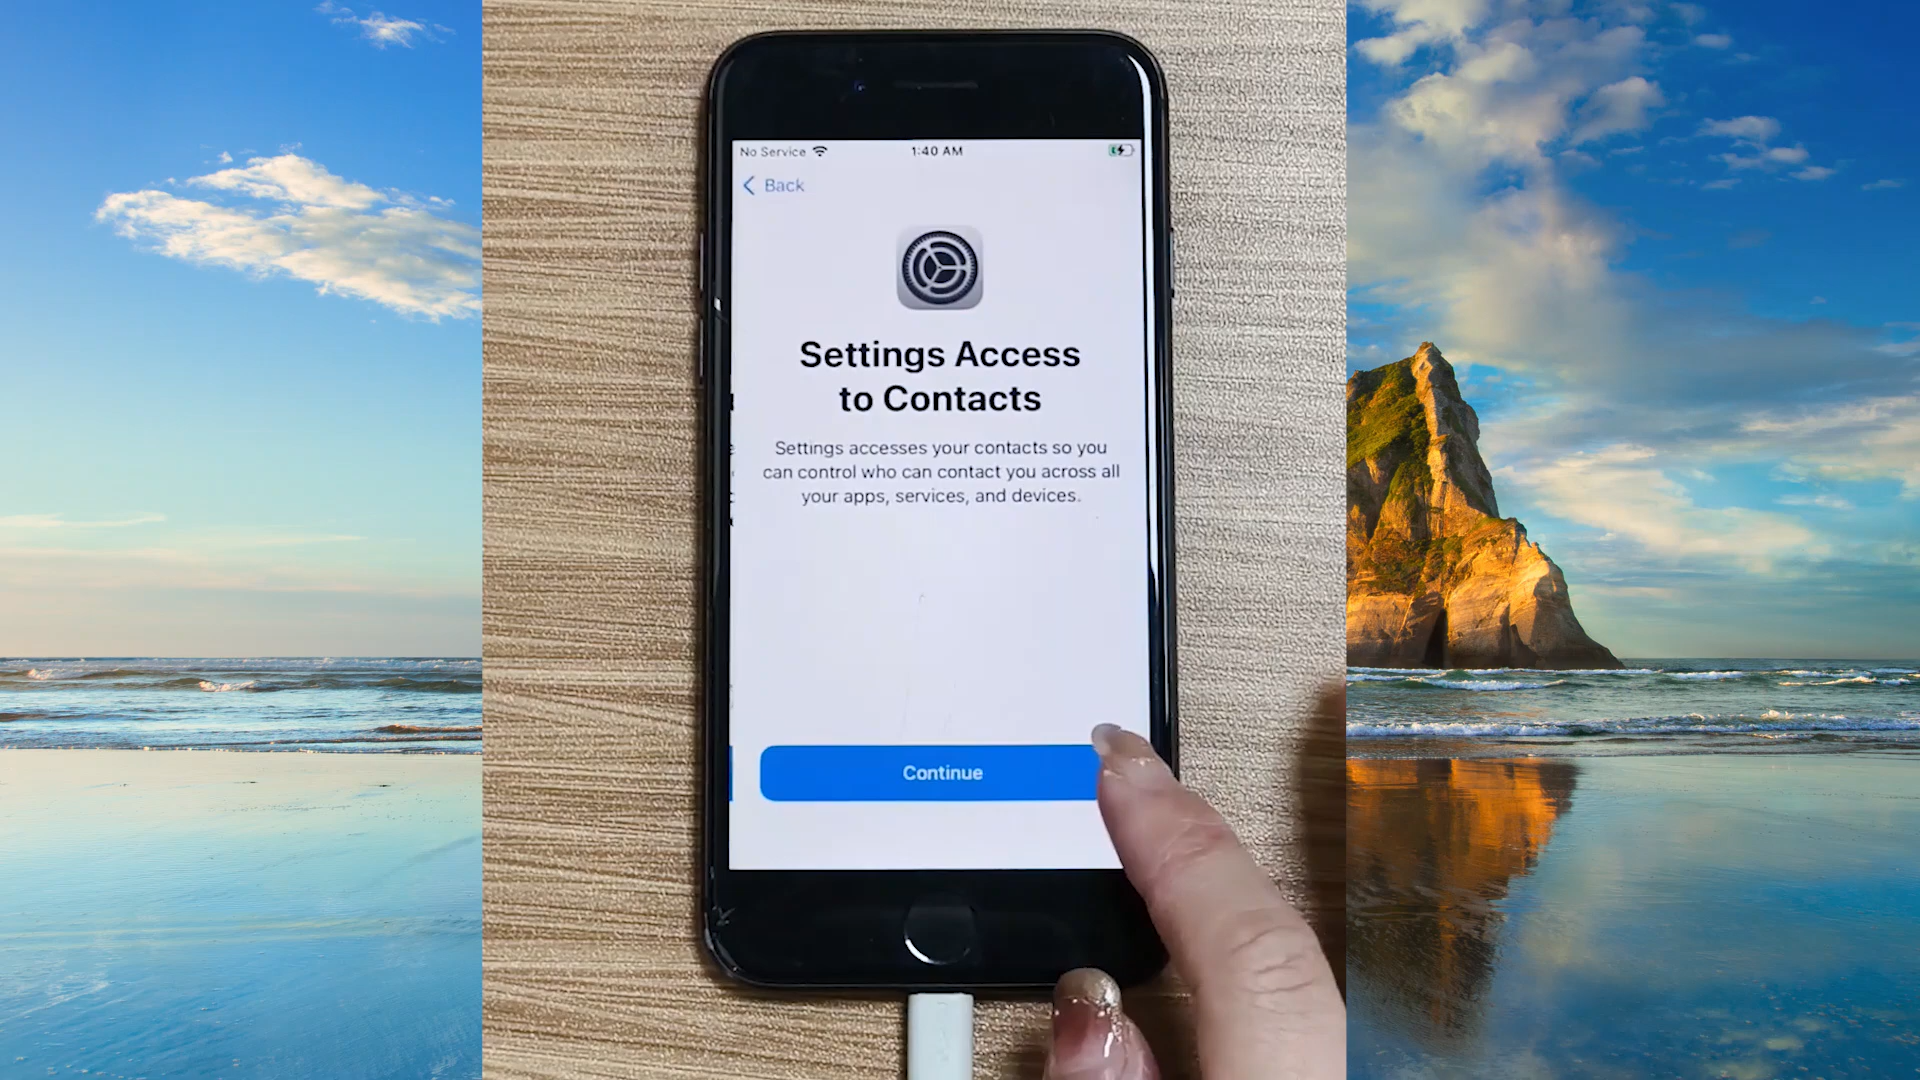 No Service
1:40 AM
Back
Settings Access
to Contacts
Settings accesses your contacts so you
can control who can contact you across all
your apps, services, and devices.
Continue